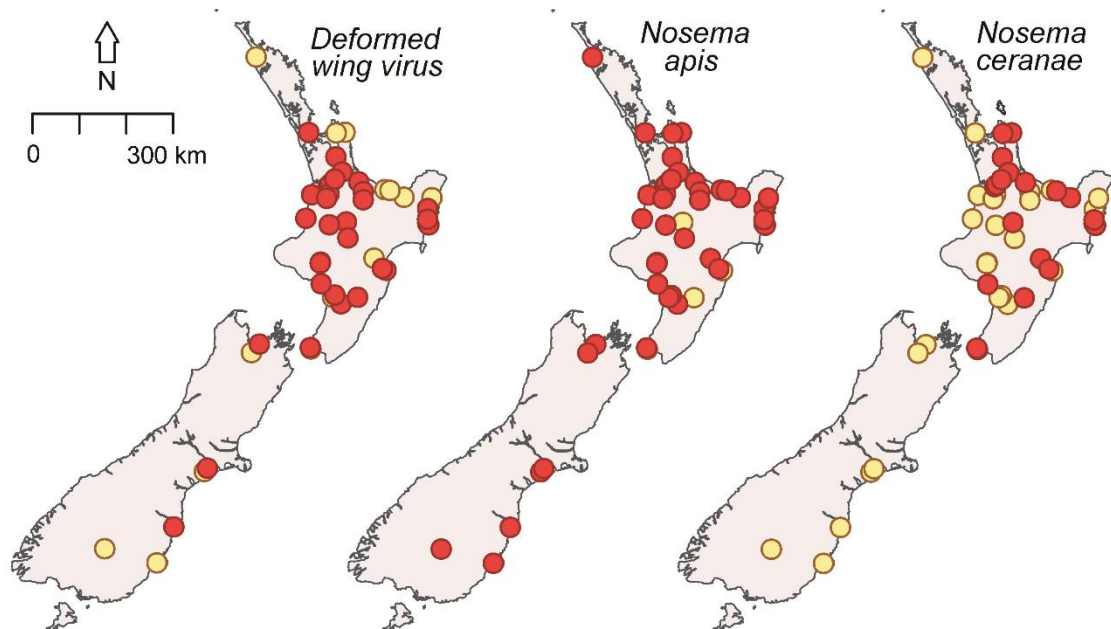 Deformed
wing virus
Nosema
apis
Nosema
ceranae
N
0 300 km